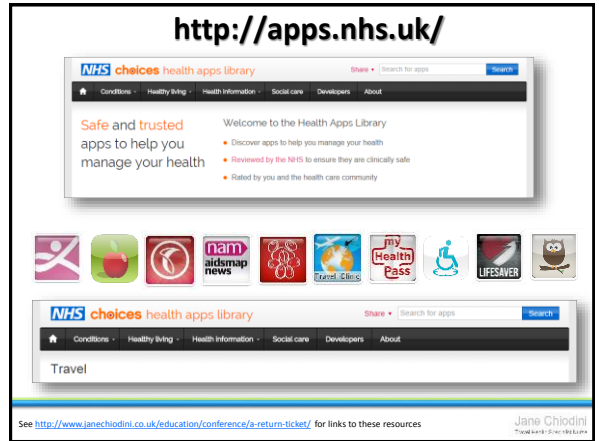 http://apps.nhs.uk/
NHS choices health apps library
Share
Search for apps
Search
Conditions
Healthy living
Health Information
Social care
Developers
About
Safe and trusted
apps to help you
manage your health
Welcome to the Health Apps Library
Discover apps to help you manage your health
Reviewed by the NHS to ensure they are clinically safe
Rated by you and the health care community
nam
aidsmap
news
Travel Clinic
my
Health
Pass
LIFESAVER
NHS choices health apps library
Share
Search for apps
Search
Conditions
Healthy living
Health Information
Social care
Developers
About
Travel
See http://www.janechiodini.co.uk/education/conference/a-return-ticket/ for links to these resources
Jane Chiodini
Travel Health Specialist Nurse